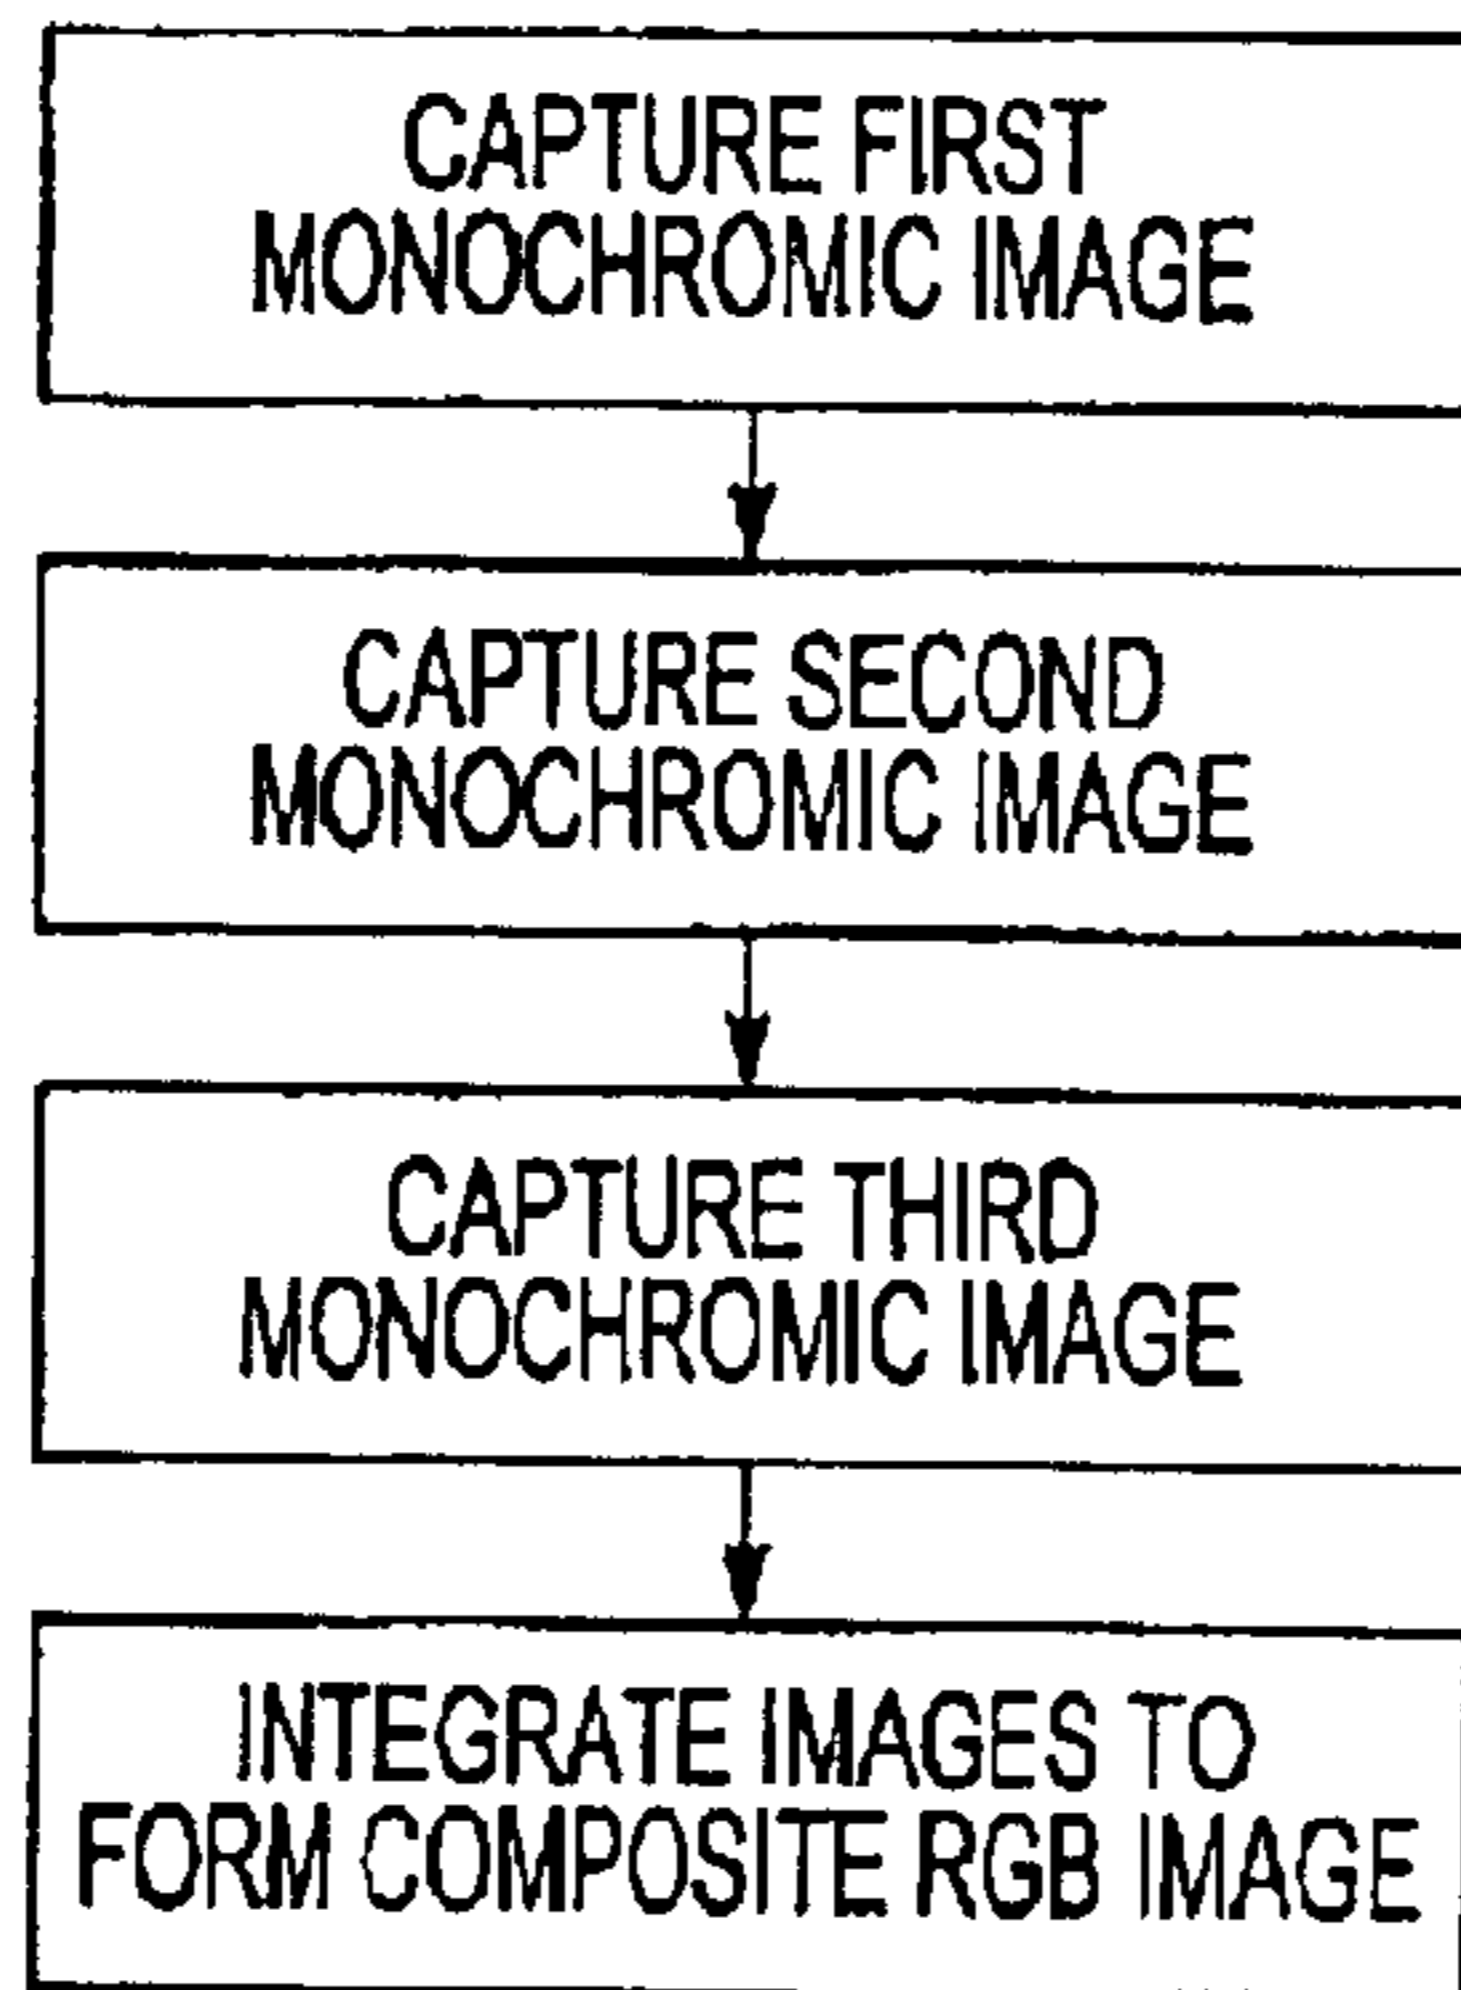 CAPTURE FIRST
MONOCHROMIC IMAGE
CAPTURE SECOND
MONOCHROMIC IMAGE
CAPTURE THIRD
MONOCHROMIC IMAGE
INTEGRATE IMAGES TO
FORM COMPOSITE RGB IMAGE